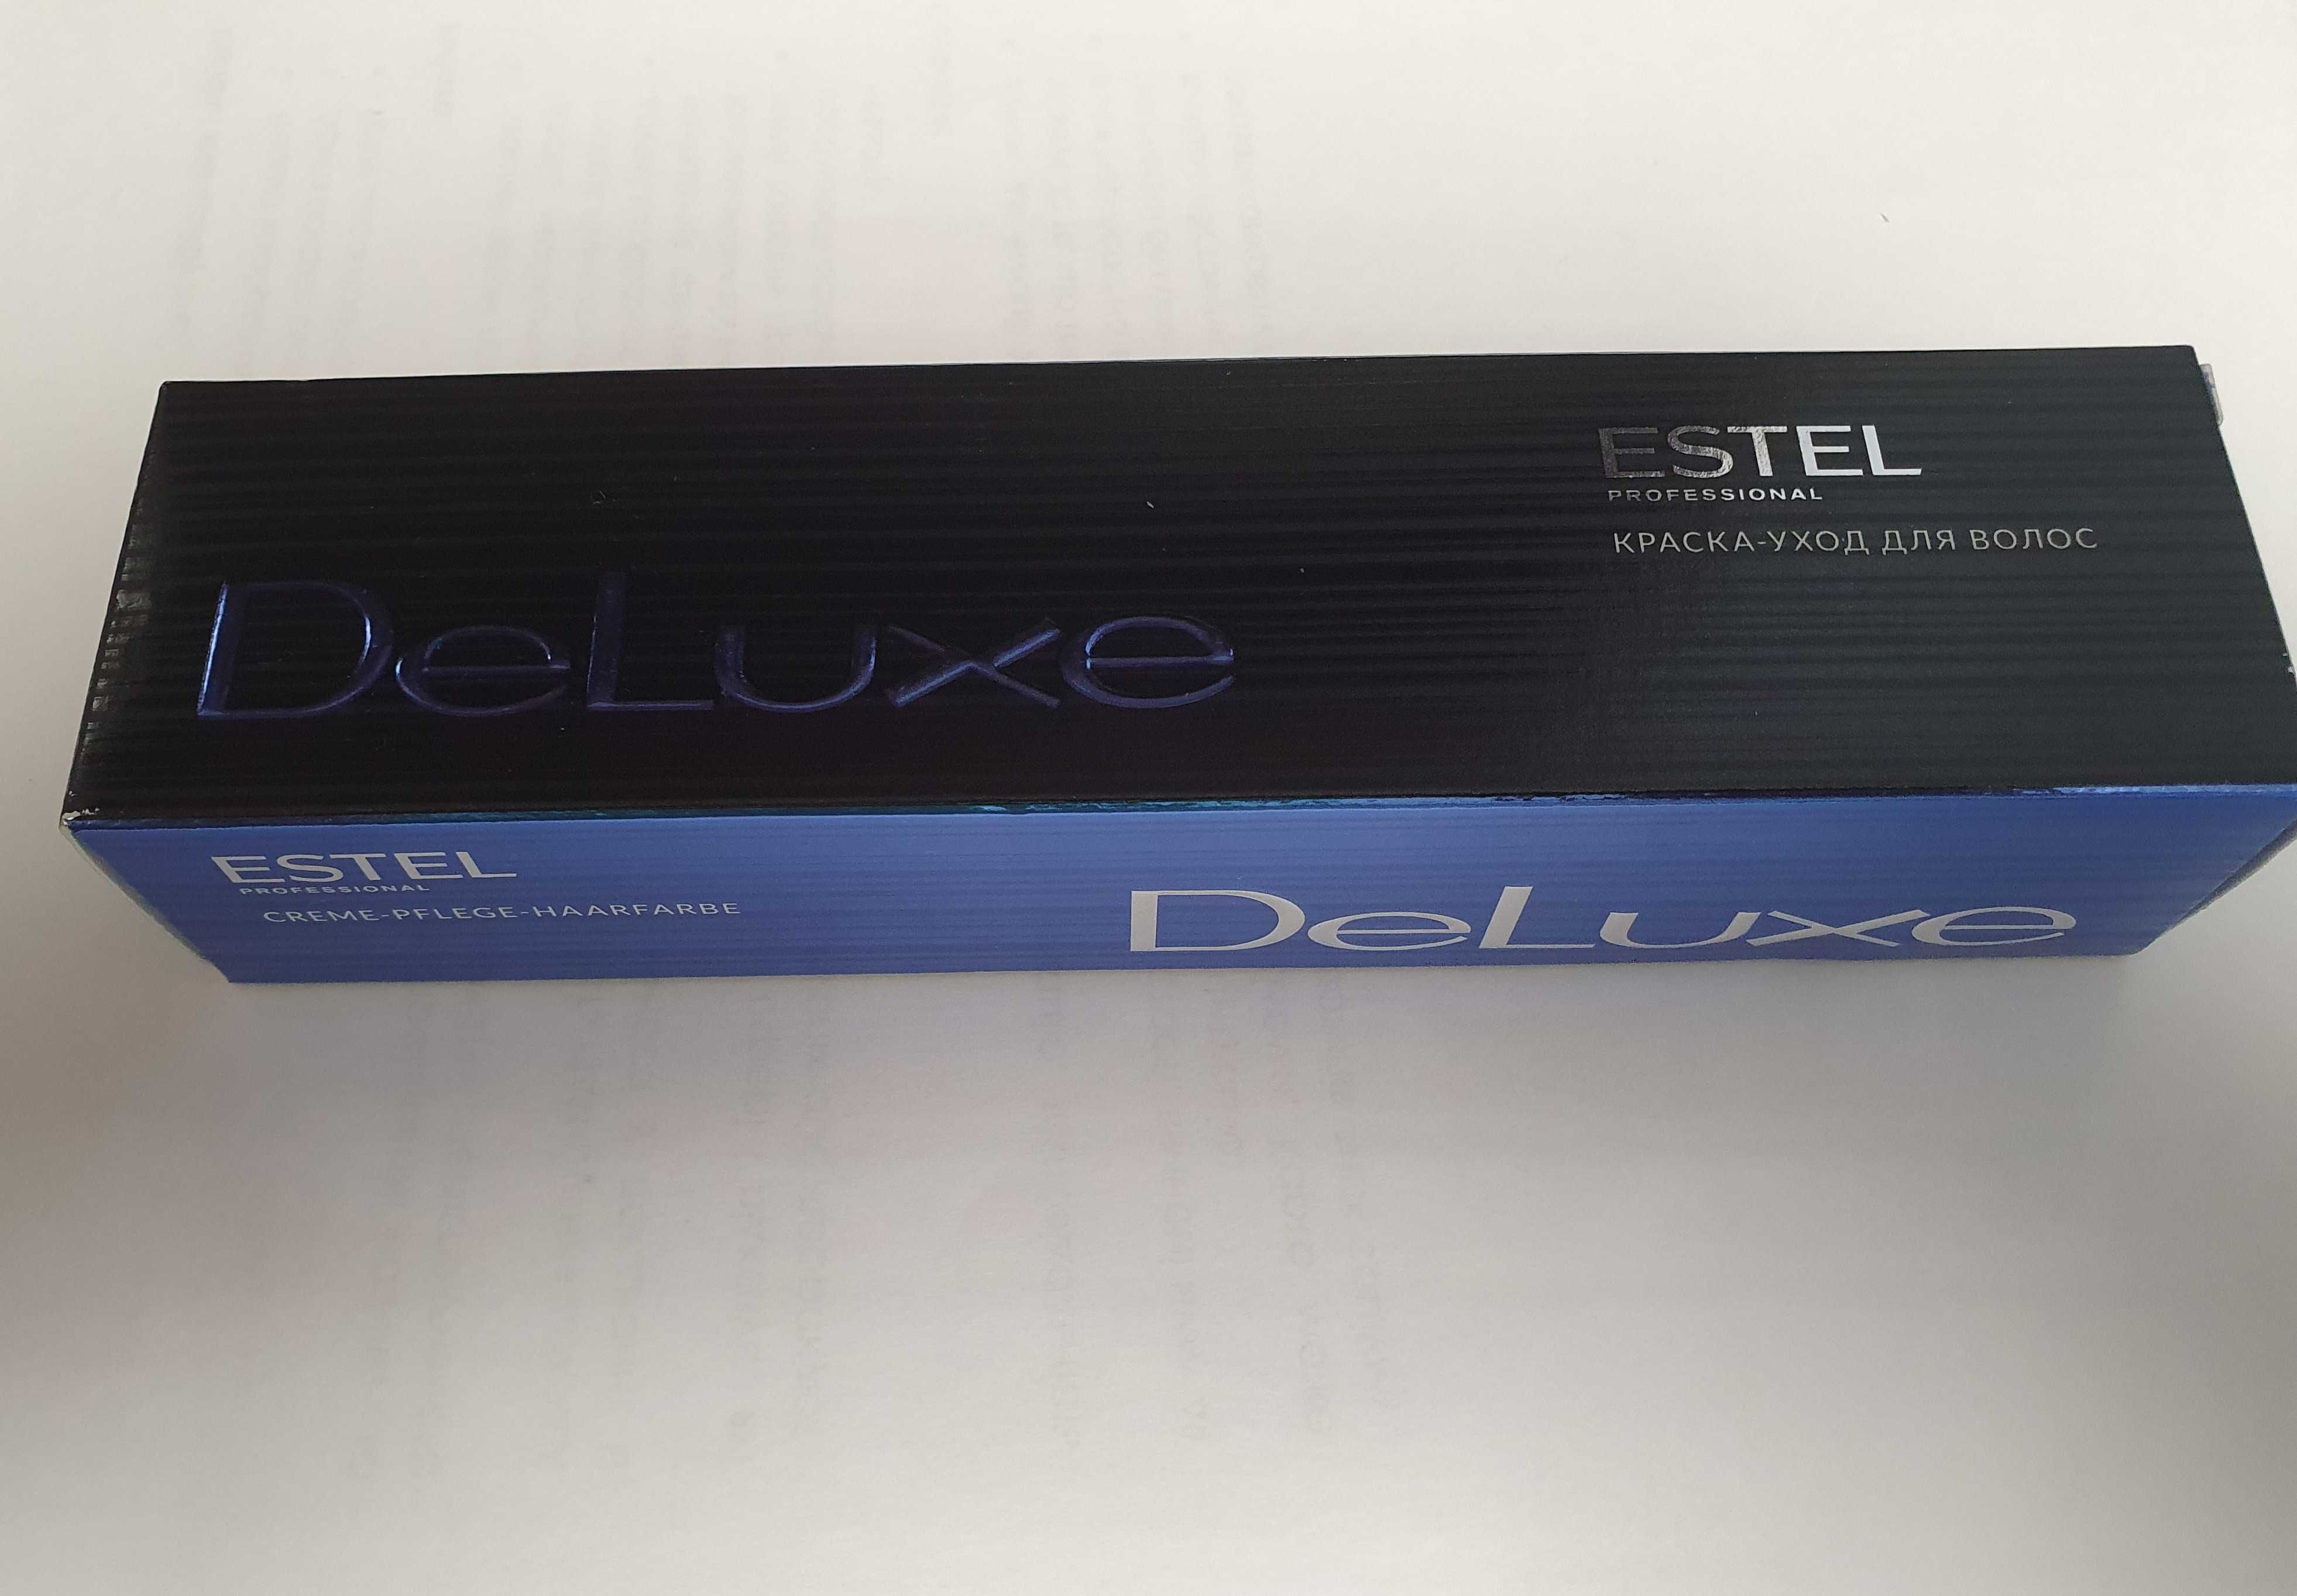 ESTEL
PROFESSIONAL
КРАСКА-УХОД ДЛЯ ВОЛОС
DeLuxe
ESTEL
PROFESSIONAL
CREME-PFLEGE-HAARFARBE
DeLuxe